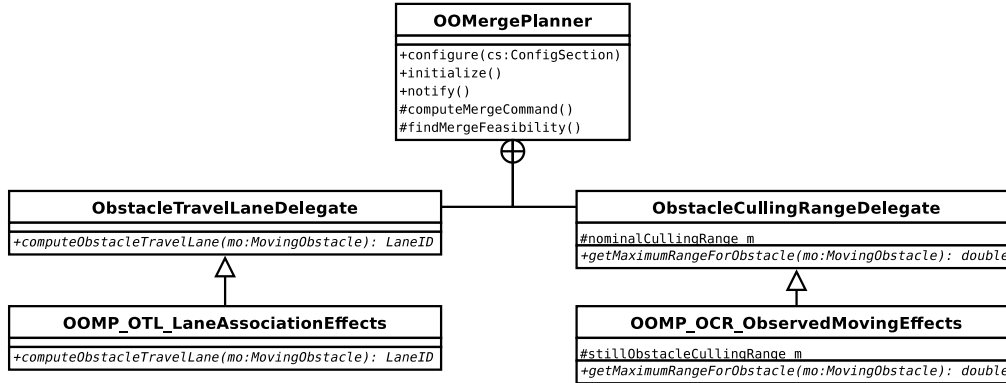 OOMergePlanner
+configure(cs:ConfigSection)
+initialize()
+notify()
#computeMergeCommand()
#findMergeFeasibility()
ObstacleTravelLaneDelegate
+computeObstacleTravelLane(mo:MovingObstacle): LaneID
ObstacleCullingRangeDelegate
#nominalCullingRange_m
+getMaximumRangeForObstacle(mo:MovingObstacle): double
OOMP_OTL_LaneAssociationEffects
+computeObstacleTravelLane(mo:MovingObstacle): LaneID
OOMP_OCR_ObservedMovingEffects
#stillObstacleCullingRange_m
+getMaximumRangeForObstacle(mo:MovingObstacle): double